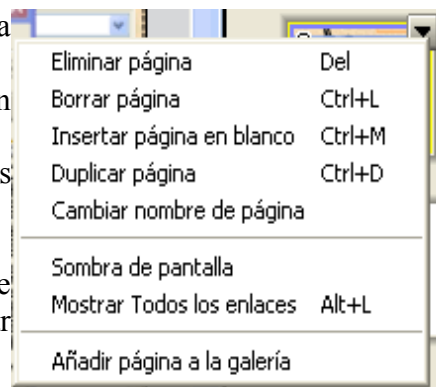 a
Eliminar página Del
n
Borrar página Ctrl+L
Insertar página en blanco Ctrl+M
s
Duplicar página Ctrl+D
Cambiar nombre de página
Sombra de pantalla
e
Mostrar Todos los enlaces Alt+L
r
Añadir página a la galería